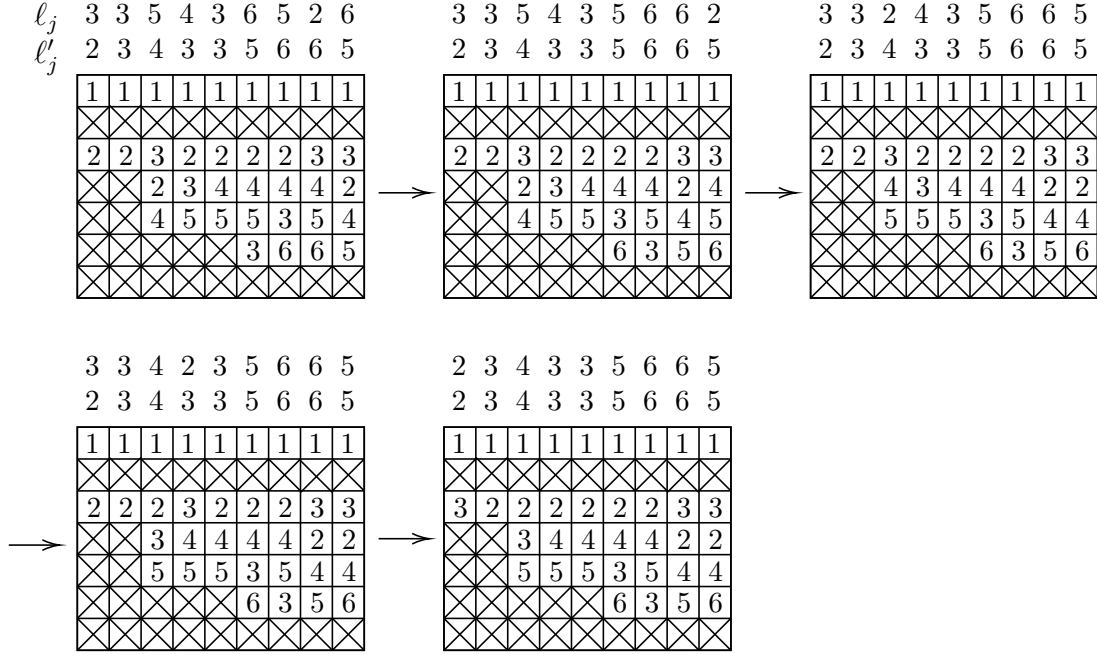 ℓ_j 3 3 5 4 3 6 5 2 6 3 3 5 4 3 5 6 6 2 3 3 2 4 3 5 6 6 5
ℓ′_j 2 3 4 3 3 5 6 6 5 2 3 4 3 3 5 6 6 5 2 3 4 3 3 5 6 6 5
1 1 1 1 1 1 1 1 1 1 1 1 1 1 1 1 1 1 1 1 1 1 1 1 1 1 1
2 2 3 2 2 2 2 3 3 2 2 3 2 2 2 2 3 3 2 2 3 2 2 2 2 3 3
2 3 4 4 4 4 2 2 3 4 4 4 2 4 4 3 4 4 4 2 2
4 5 5 5 3 5 4 4 5 5 3 5 4 5 5 5 5 3 5 4 4
3 6 6 5 6 3 5 6 6 3 5 6
3 3 4 2 3 5 6 6 5 2 3 4 3 3 5 6 6 5
2 3 4 3 3 5 6 6 5 2 3 4 3 3 5 6 6 5
1 1 1 1 1 1 1 1 1 1 1 1 1 1 1 1 1 1
2 2 2 3 2 2 2 3 3 3 2 2 2 2 2 2 3 3
3 4 4 4 4 2 2 3 4 4 4 4 2 2
5 5 5 3 5 4 4 5 5 5 3 5 4 4
6 3 5 6 6 3 5 6